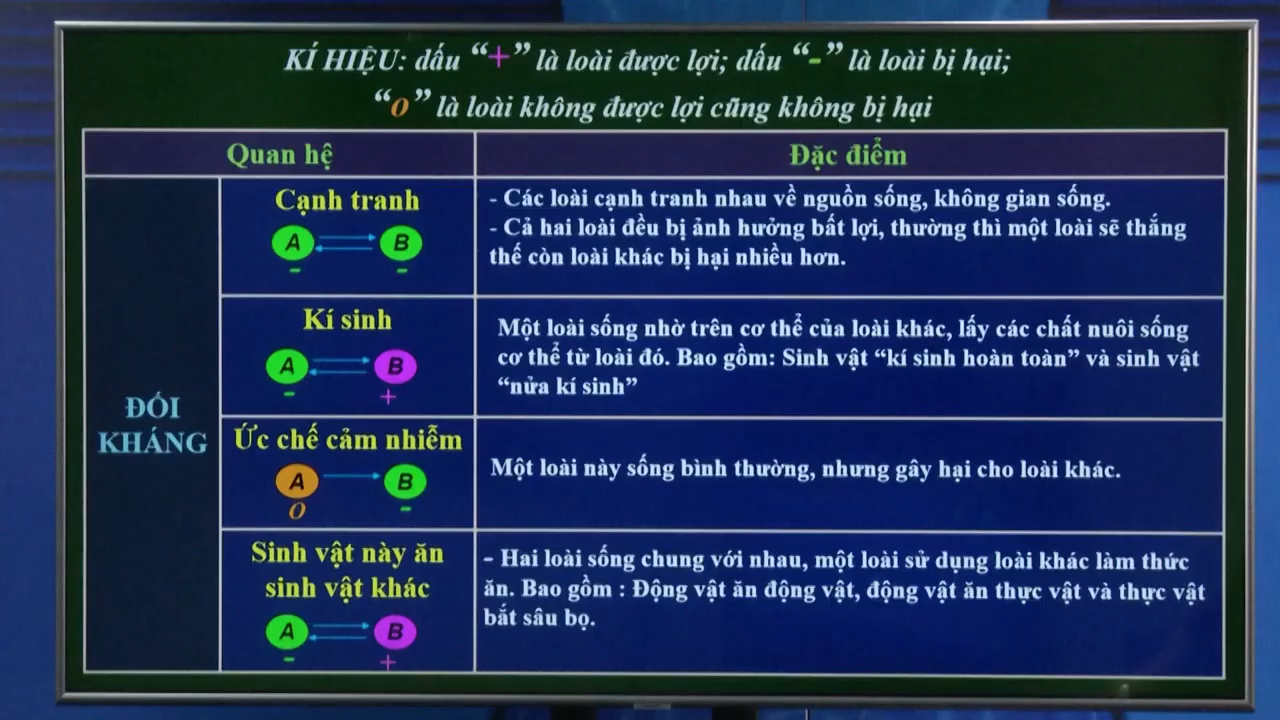 KÍ HIỆU: dấu “+” là loài được lợi; dấu “-” là loài bị hại;
“o” là loài không được lợi cũng không bị hại
Quan hệ
Đặc điểm
ĐỐI
KHÁNG
Cạnh tranh
A B
- -
- Các loài cạnh tranh nhau về nguồn sống, không gian sống.
- Cả hai loài đều bị ảnh hưởng bất lợi, thường thì một loài sẽ thắng
thế còn loài khác bị hại nhiều hơn.
Kí sinh
A B
- +
Một loài sống nhờ trên cơ thể của loài khác, lấy các chất nuôi sống
cơ thể từ loài đó. Bao gồm: Sinh vật “kí sinh hoàn toàn” và sinh vật
“nửa kí sinh”
Ức chế cảm nhiễm
A B
O -
Một loài này sống bình thường, nhưng gây hại cho loài khác.
Sinh vật này ăn
sinh vật khác
A B
- +
- Hai loài sống chung với nhau, một loài sử dụng loài khác làm thức
ăn. Bao gồm : Động vật ăn động vật, động vật ăn thực vật và thực vật
bắt sâu bọ.